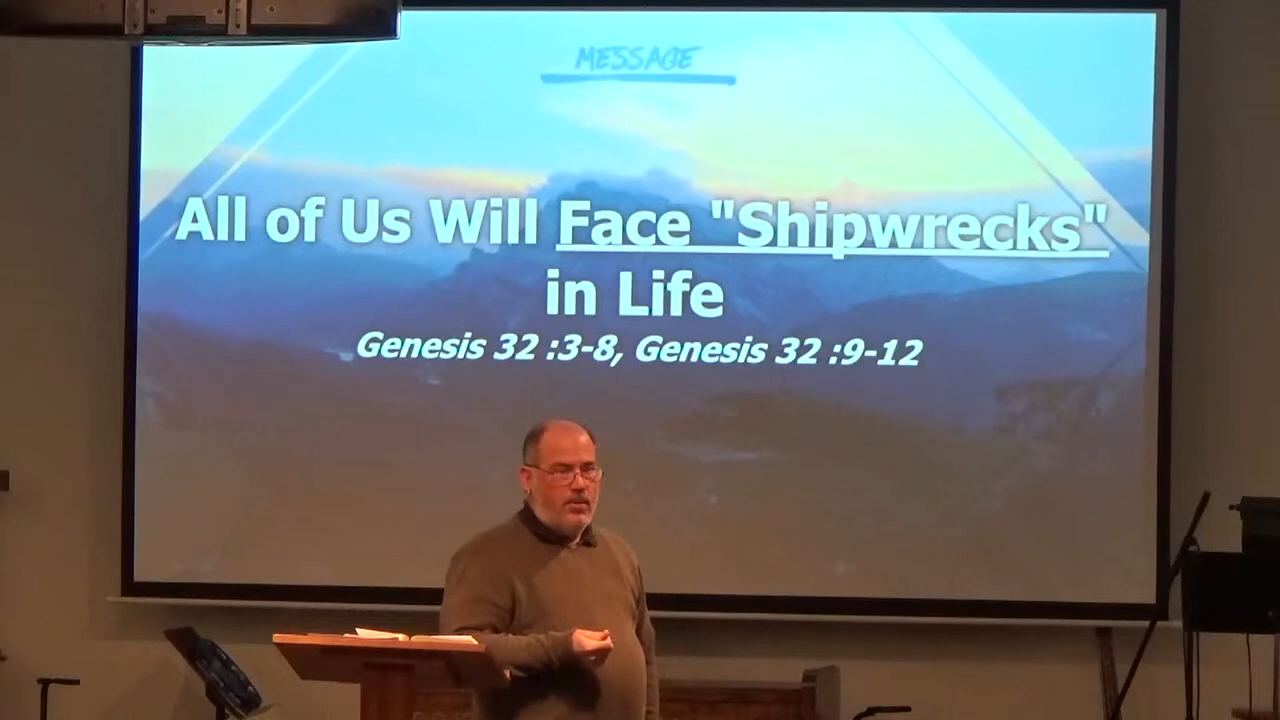 MESSAGE
All of Us Will Face "Shipwrecks"
in Life
Genesis 32 :3-8, Genesis 32 :9-12